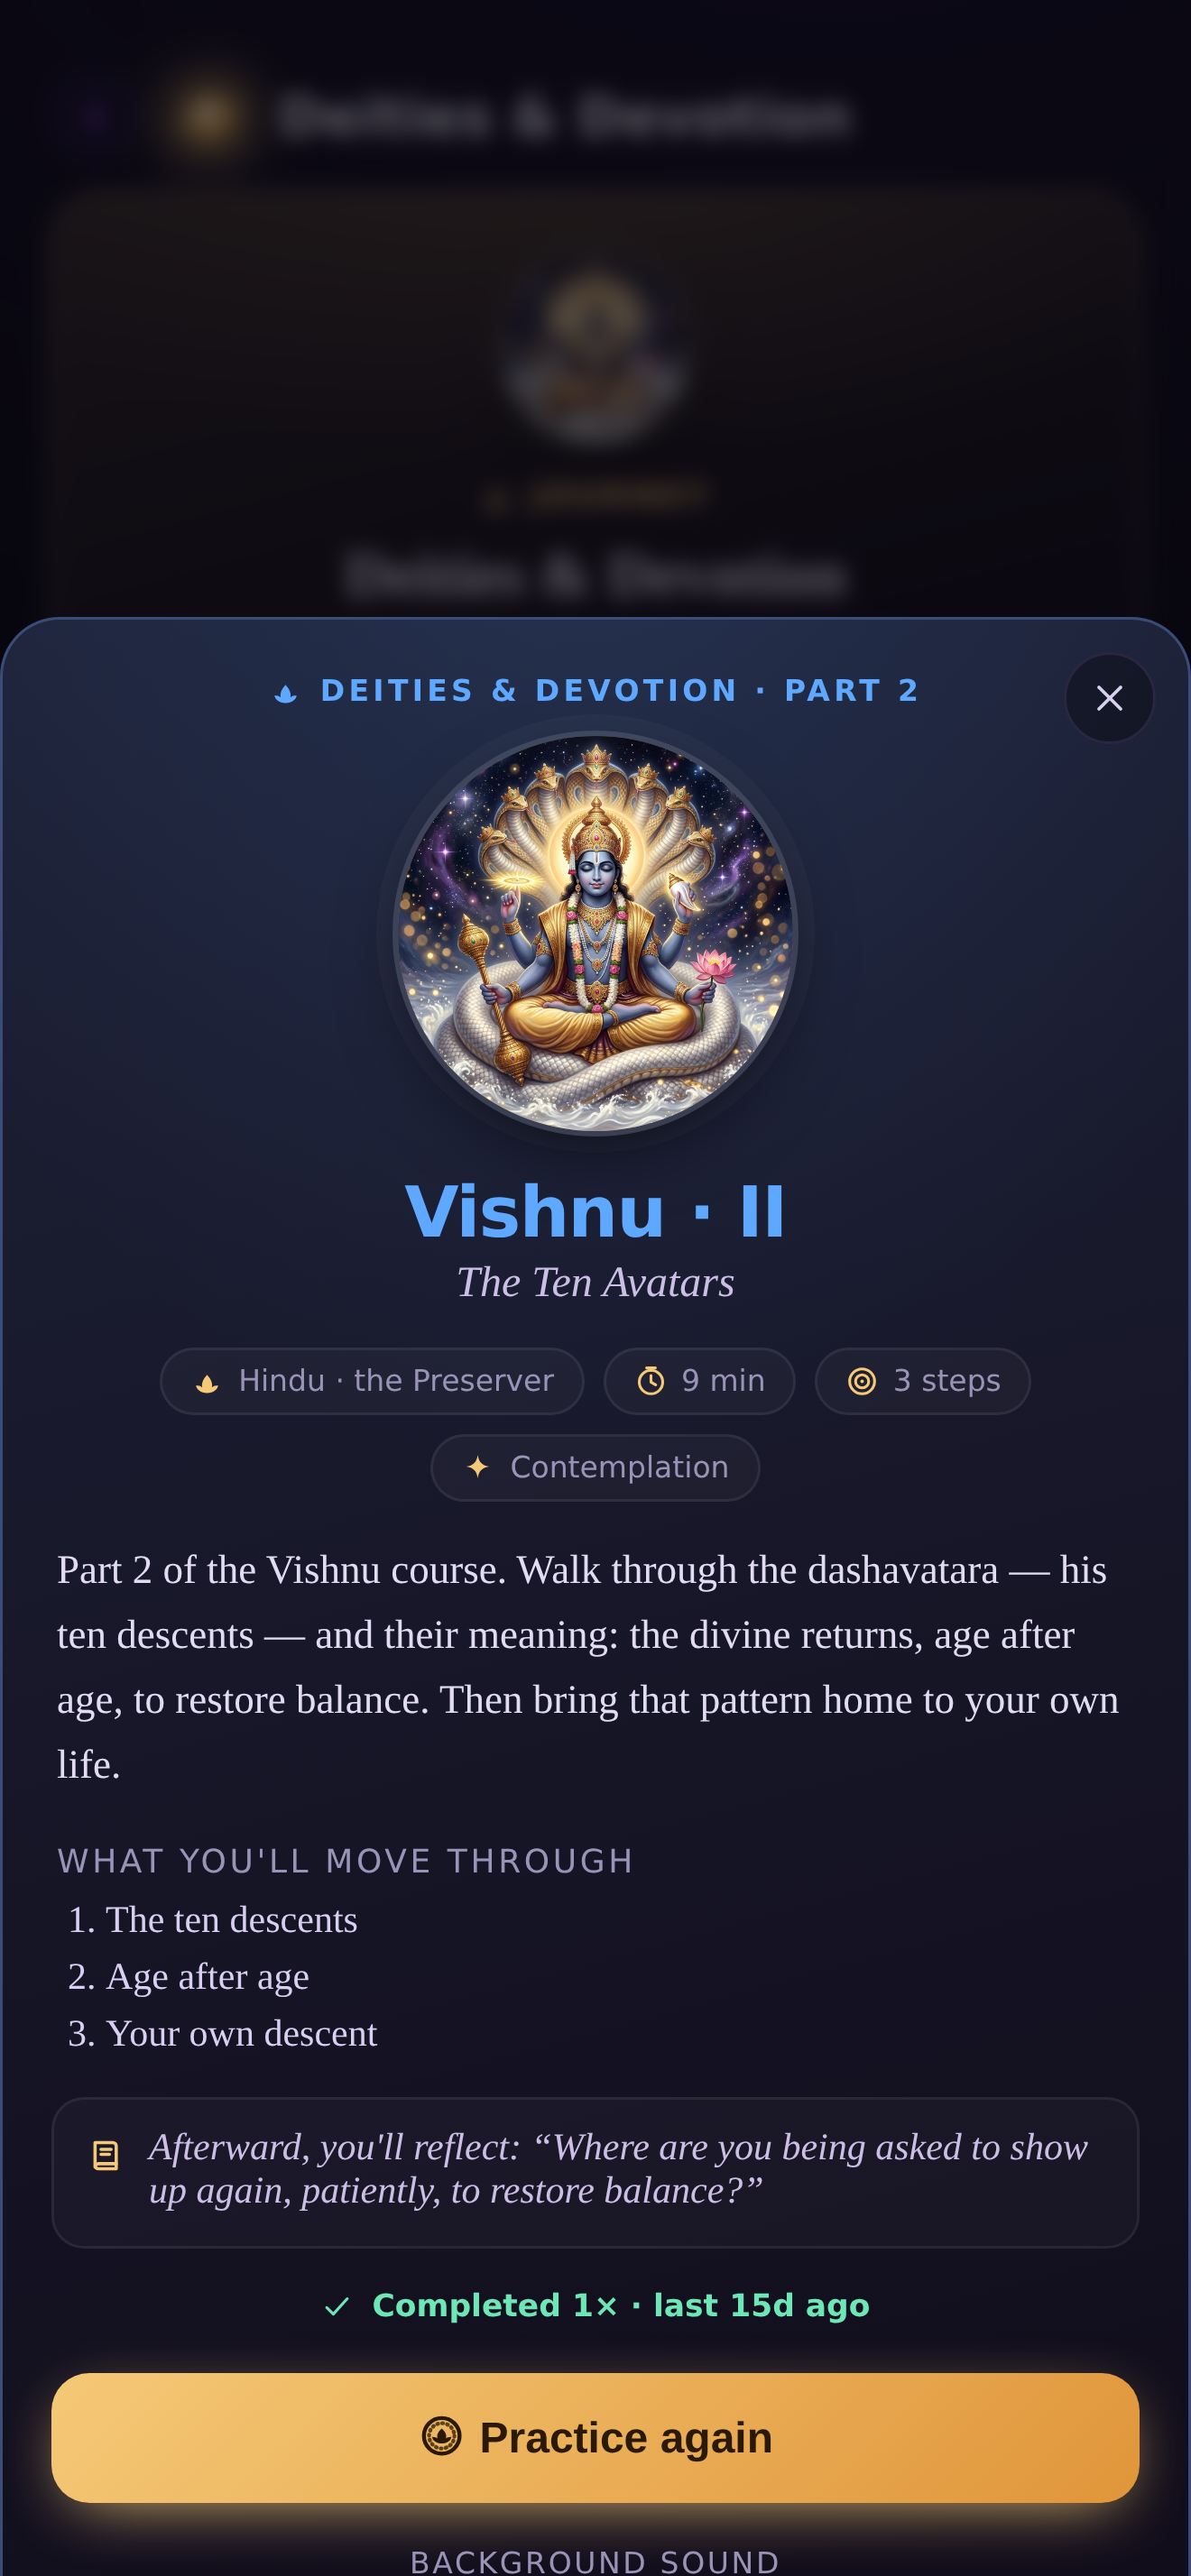 Deities & Devotion
Deities & Devotion
DEITIES & DEVOTION · PART 2
Vishnu · II
The Ten Avatars
Hindu · the Preserver
9 min
3 steps
Contemplation
Part 2 of the Vishnu course. Walk through the dashavatara — his
ten descents — and their meaning: the divine returns, age after
age, to restore balance. Then bring that pattern home to your own
life.
WHAT YOU'LL MOVE THROUGH
1. The ten descents
2. Age after age
3. Your own descent
Afterward, you'll reflect: “Where are you being asked to show
up again, patiently, to restore balance?”
Completed 1× · last 15d ago
Practice again
BACKGROUND SOUND